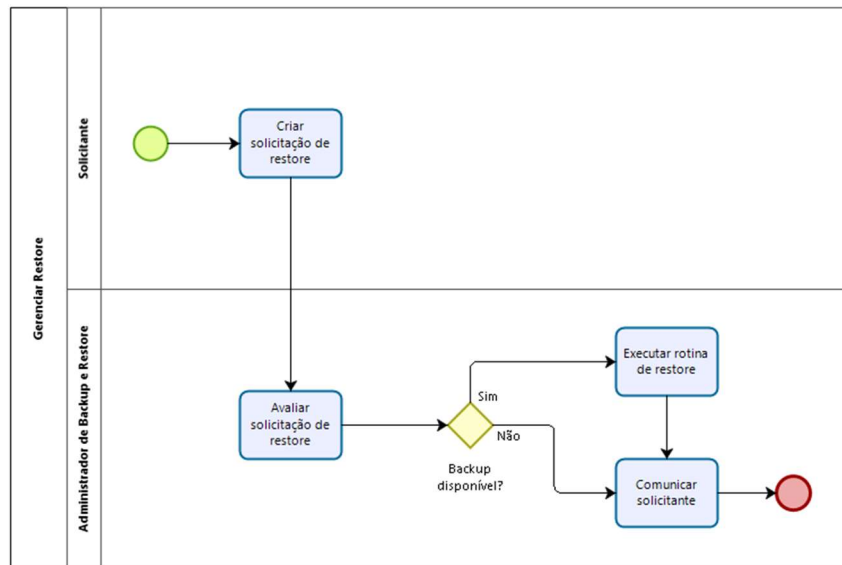 Gerenciar Restore
Solicitante
Criar
solicitação de
restore
Administrador de Backup e Restore
Avaliar
solicitação de
restore
Backup
disponível?
Sim
Não
Executar rotina
de restore
Comunicar
solicitante